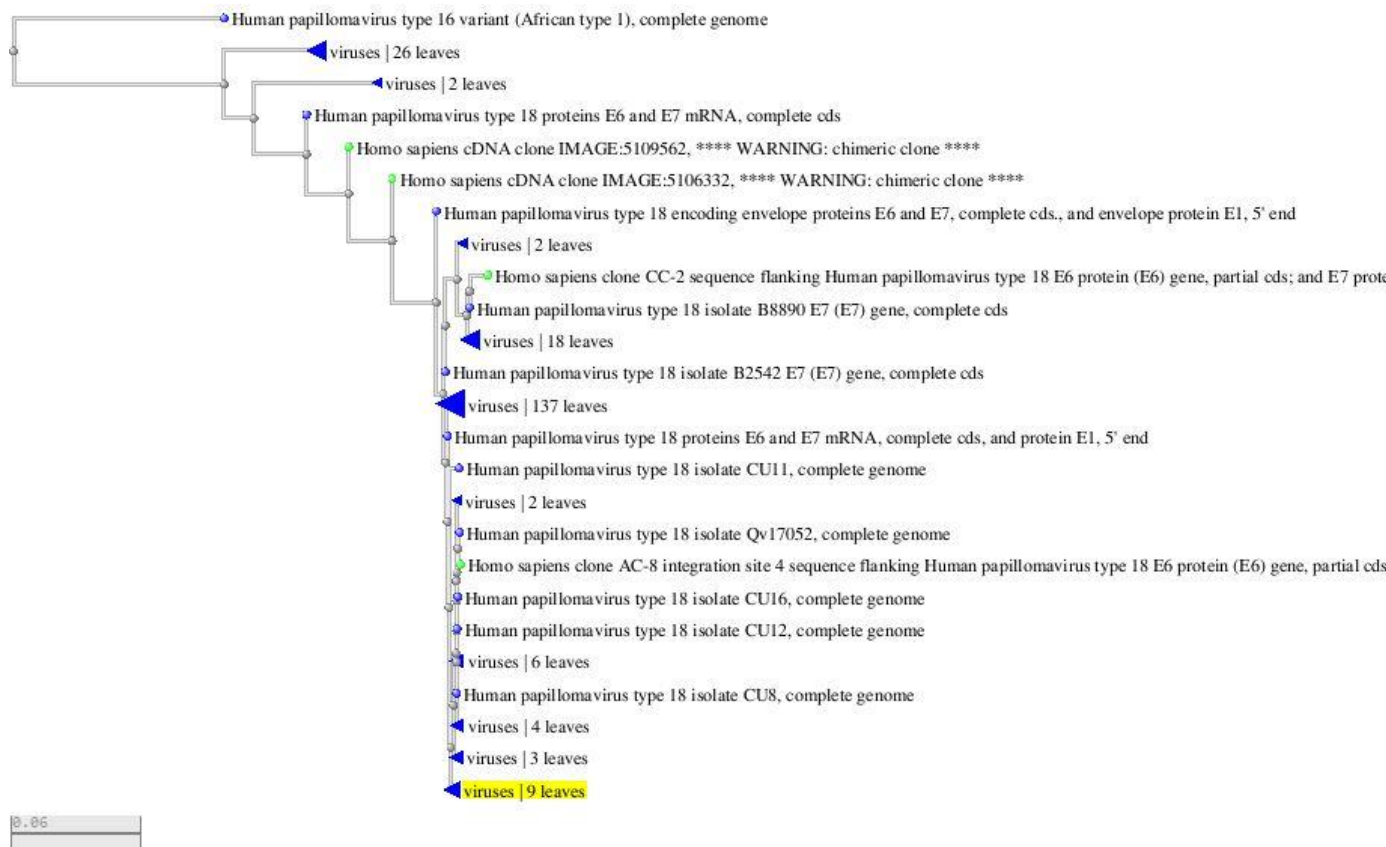 Human papillomavirus type 16 variant (African type 1), complete genome
viruses | 26 leaves
viruses | 2 leaves
Human papillomavirus type 18 proteins E6 and E7 mRNA, complete cds
Homo sapiens cDNA clone IMAGE:5109562, **** WARNING: chimeric clone ****
Homo sapiens cDNA clone IMAGE:5106332, **** WARNING: chimeric clone ****
Human papillomavirus type 18 encoding envelope proteins E6 and E7, complete cds., and envelope protein E1, 5' end
viruses | 2 leaves
Homo sapiens clone CC-2 sequence flanking Human papillomavirus type 18 E6 protein (E6) gene, partial cds; and E7 prote
Human papillomavirus type 18 isolate B8890 E7 (E7) gene, complete cds
viruses | 18 leaves
Human papillomavirus type 18 isolate B2542 E7 (E7) gene, complete cds
viruses | 137 leaves
Human papillomavirus type 18 proteins E6 and E7 mRNA, complete cds, and protein E1, 5' end
Human papillomavirus type 18 isolate CU11, complete genome
viruses | 2 leaves
Human papillomavirus type 18 isolate Qv17052, complete genome
Homo sapiens clone AC-8 integration site 4 sequence flanking Human papillomavirus type 18 E6 protein (E6) gene, partial cds
Human papillomavirus type 18 isolate CU16, complete genome
Human papillomavirus type 18 isolate CU12, complete genome
viruses | 6 leaves
Human papillomavirus type 18 isolate CU8, complete genome
viruses | 4 leaves
viruses | 3 leaves
viruses | 9 leaves
0.06